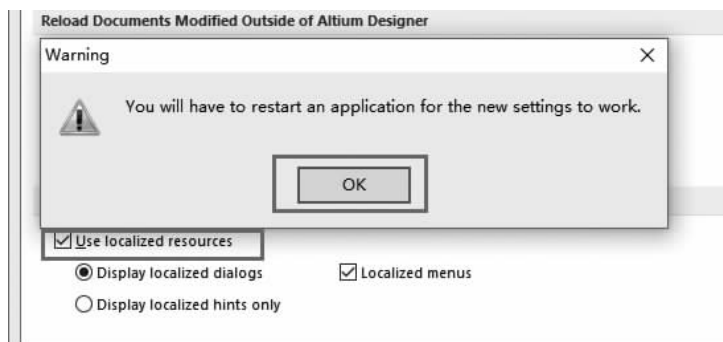 Reload Documents Modified Outside of Altium Designer
Warning
You will have to restart an application for the new settings to work.
OK
Use localized resources
Display localized dialogs Localized menus
Display localized hints only